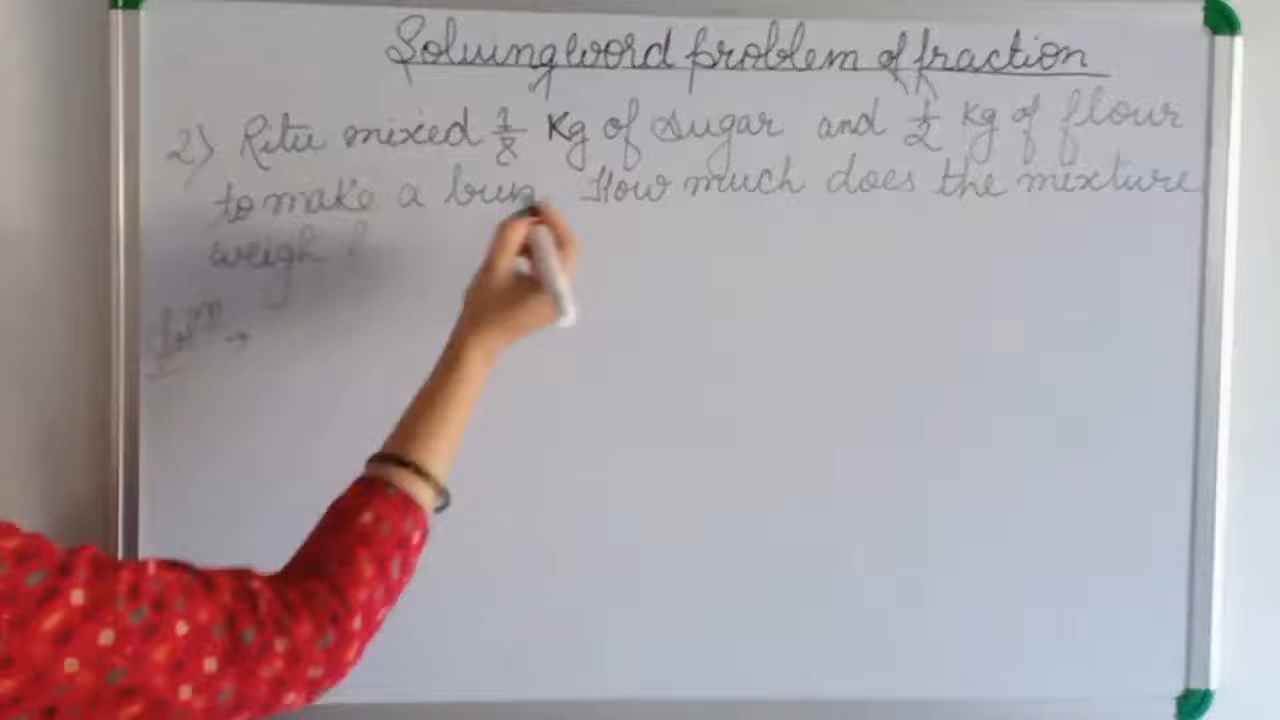 Solving word problem of fraction
2) Ritu mixed 1/8 Kg of sugar and 1/2 Kg of flour
to make a bun. How much does the mixture
weigh?
Solⁿ →